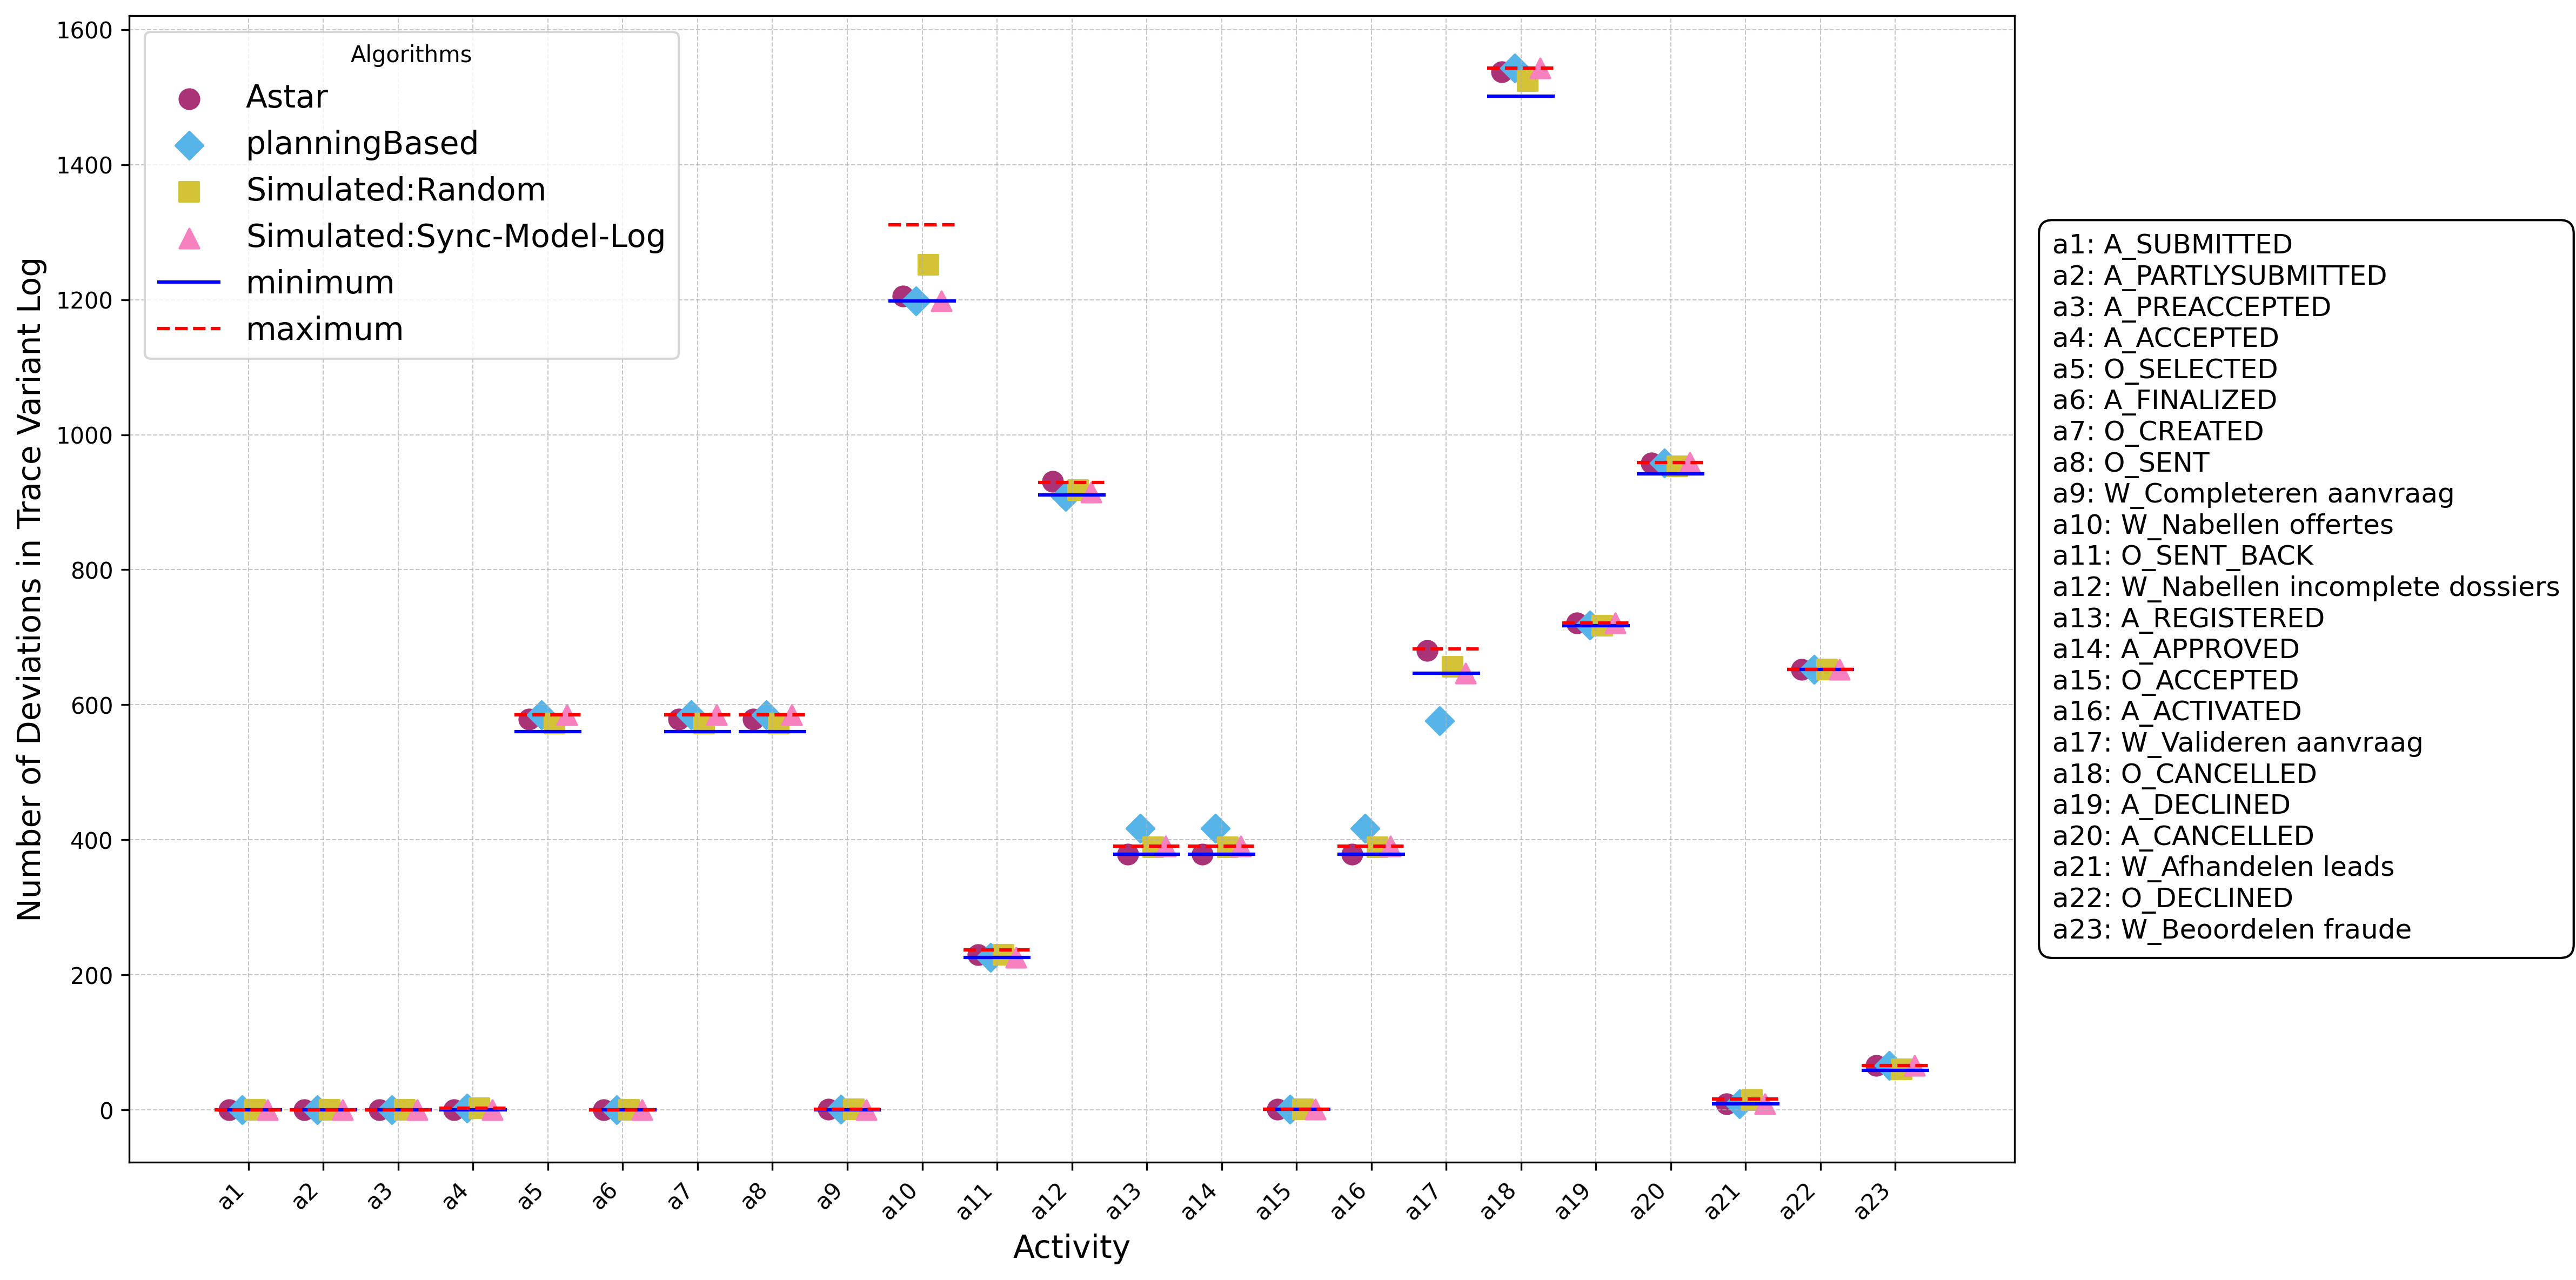 Number of Deviations in Trace Variant Log
1600
1400
1200
1000
800
600
400
200
0
Algorithms
Astar
planningBased
Simulated:Random
Simulated:Sync-Model-Log
minimum
maximum
a1 a2 a3 a4 a5 a6 a7 a8 a9 a10 a11 a12 a13 a14 a15 a16 a17 a18 a19 a20 a21 a22 a23
Activity
a1: A_SUBMITTED
a2: A_PARTLYSUBMITTED
a3: A_PREACCEPTED
a4: A_ACCEPTED
a5: O_SELECTED
a6: A_FINALIZED
a7: O_CREATED
a8: O_SENT
a9: W_Completeren aanvraag
a10: W_Nabellen offertes
a11: O_SENT_BACK
a12: W_Nabellen incomplete dossiers
a13: A_REGISTERED
a14: A_APPROVED
a15: O_ACCEPTED
a16: A_ACTIVATED
a17: W_Valideren aanvraag
a18: O_CANCELLED
a19: A_DECLINED
a20: A_CANCELLED
a21: W_Afhandelen leads
a22: O_DECLINED
a23: W_Beoordelen fraude